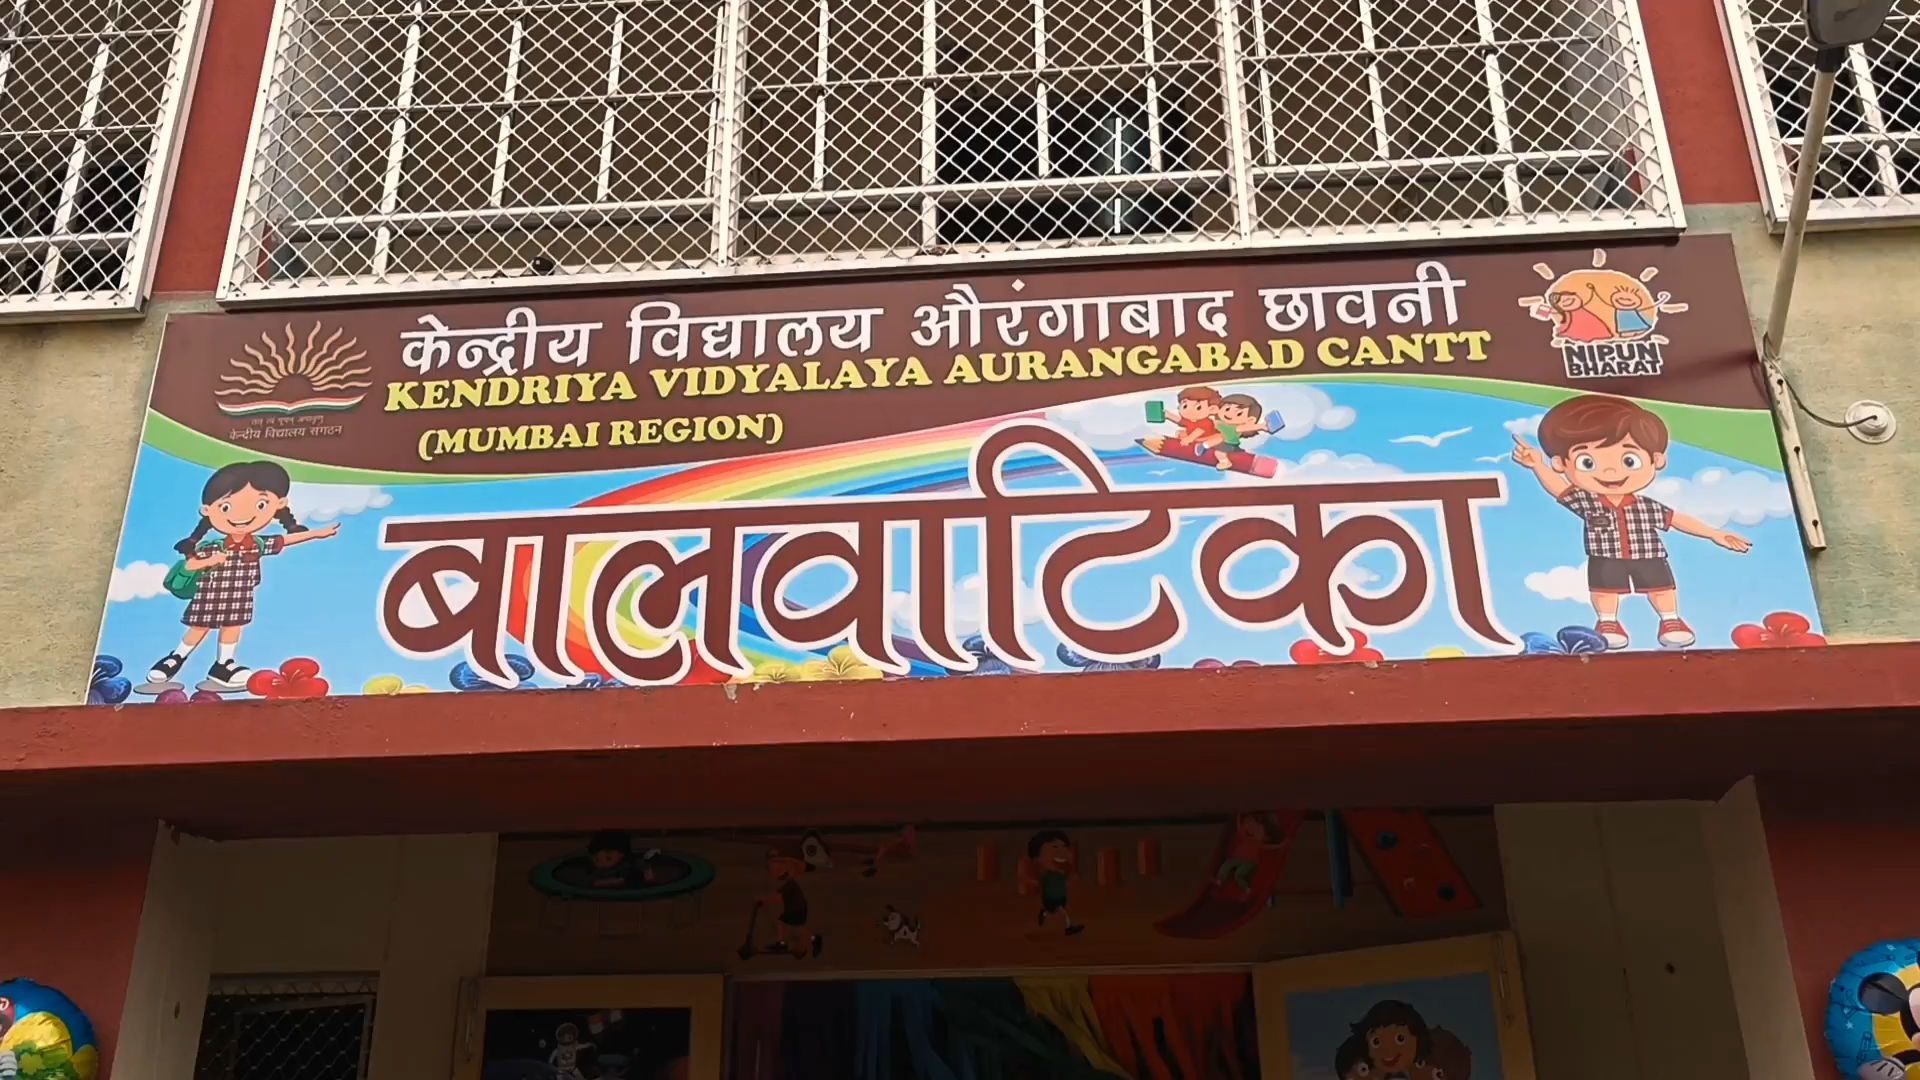 केन्द्रीय विद्यालय औरंगाबाद छावनी
KENDRIYA VIDYALAYA AURANGABAD CANTT
(MUMBAI REGION)
केन्द्रीय विद्यालय संगठन
NIPUN
BHARAT
बालवाटिका